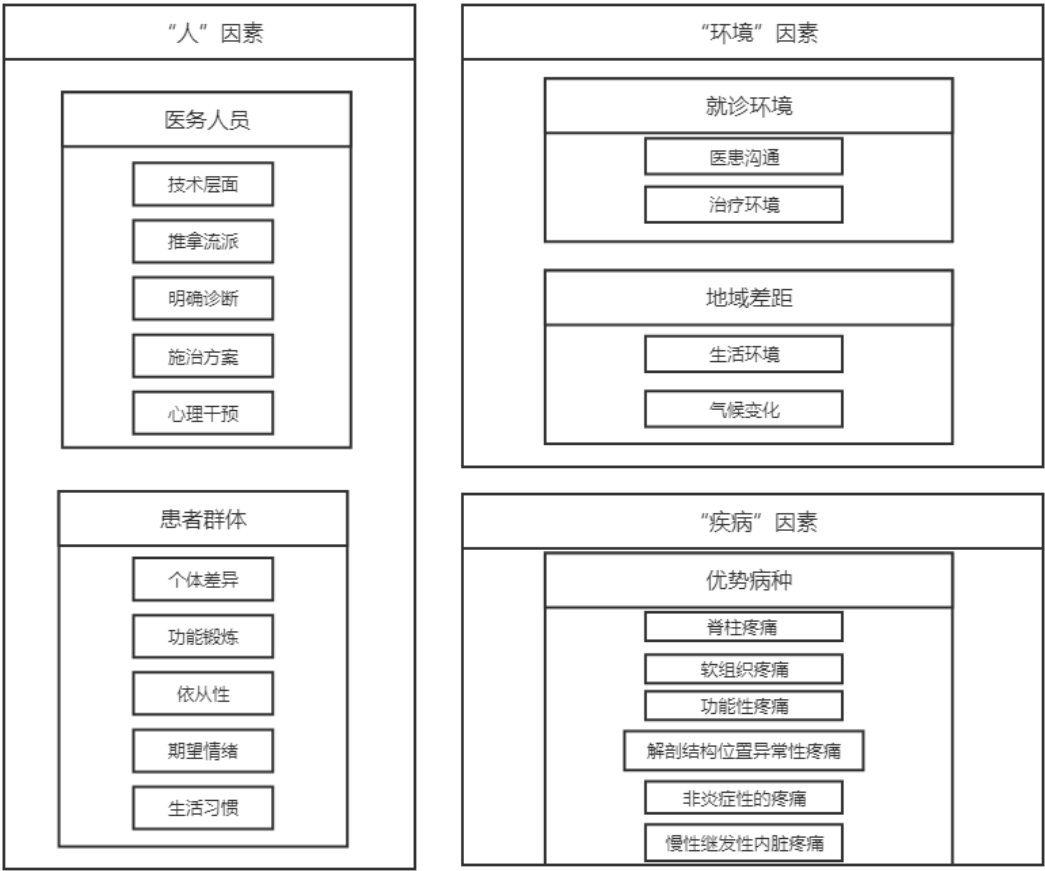 “人”因素
医务人员
技术层面
推拿流派
明确诊断
施治方案
心理干预
患者群体
个体差异
功能锻炼
依从性
期望情绪
生活习惯
“环境”因素
就诊环境
医患沟通
治疗环境
地域差距
生活环境
气候变化
“疾病”因素
优势病种
脊柱疼痛
软组织疼痛
功能性疼痛
解剖结构位置异常性疼痛
非炎症性的疼痛
慢性继发性内脏疼痛